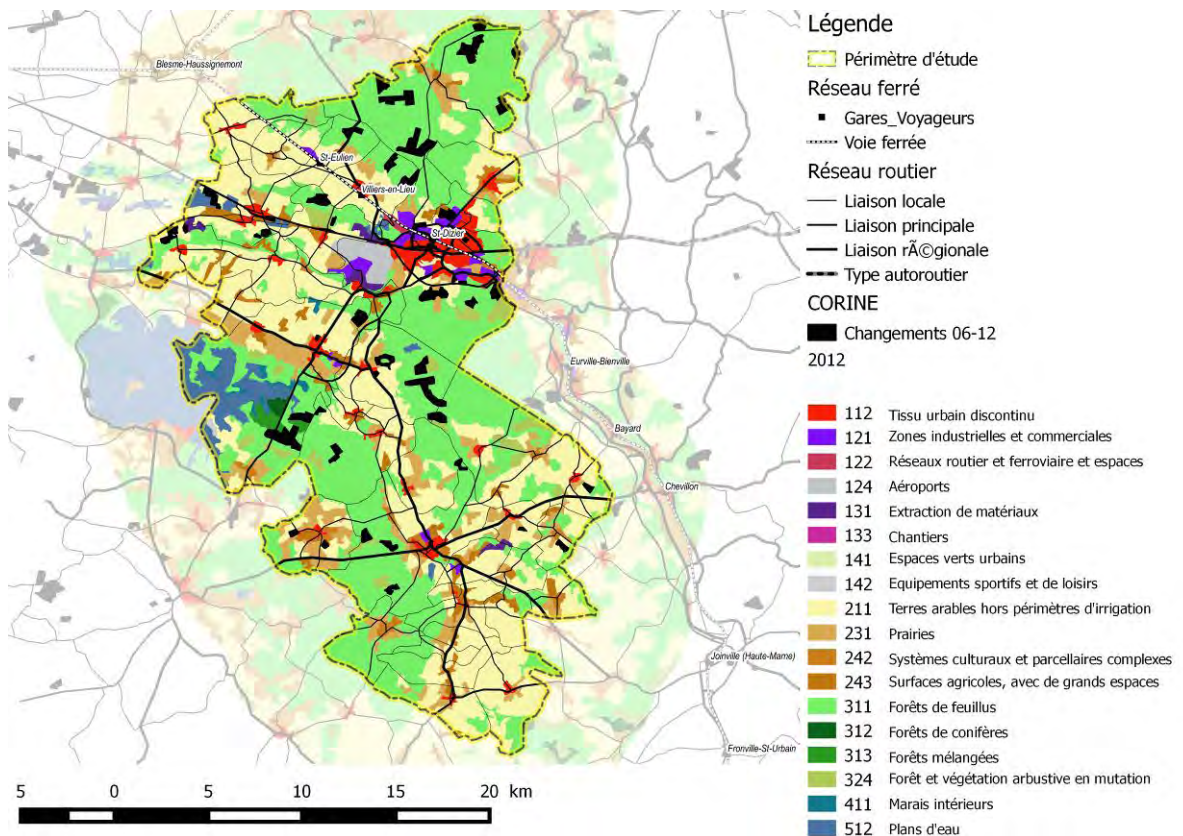 Blesme-Haussignemont
St-Eulien
Villiers-en-Lieu
St-Dizier
Eurville-Bienville
Bayard
Chevillon
Joinville (Haute-Marne)
Fronville-St-Urbain
5 0 5 10 15 20 km
Légende
Périmètre d'étude
Réseau ferré
Gares_Voyageurs
Voie ferrée
Réseau routier
Liaison locale
Liaison principale
Liaison rÃ©gionale
Type autoroutier
CORINE
Changements 06-12
2012
112 Tissu urbain discontinu
121 Zones industrielles et commerciales
122 Réseaux routier et ferroviaire et espaces
124 Aéroports
131 Extraction de matériaux
133 Chantiers
141 Espaces verts urbains
142 Equipements sportifs et de loisirs
211 Terres arables hors périmètres d'irrigation
231 Prairies
242 Systèmes culturaux et parcellaires complexes
243 Surfaces agricoles, avec de grands espaces
311 Forêts de feuillus
312 Forêts de conifères
313 Forêts mélangées
324 Forêt et végétation arbustive en mutation
411 Marais intérieurs
512 Plans d'eau